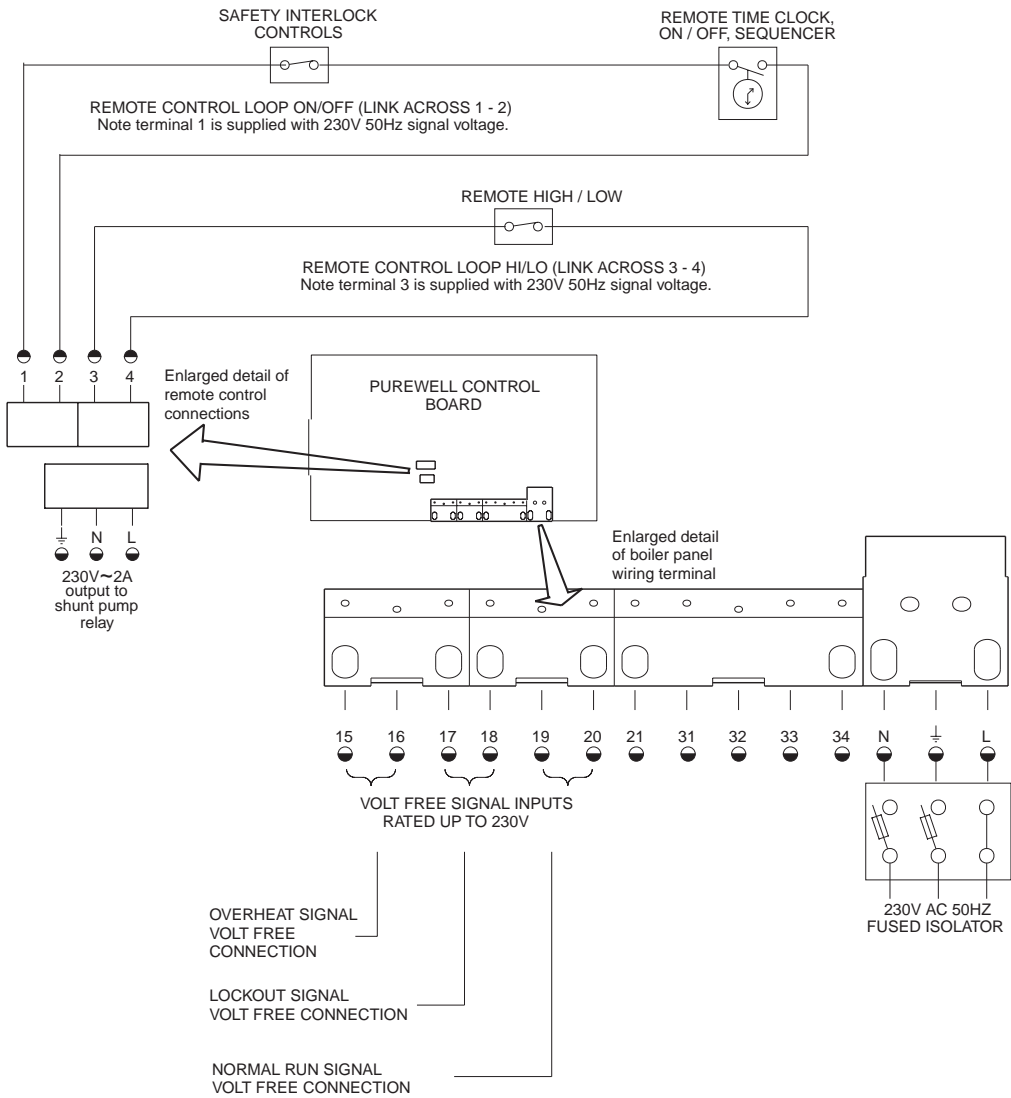 SAFETY INTERLOCK
CONTROLS
REMOTE TIME CLOCK,
ON / OFF, SEQUENCER
REMOTE CONTROL LOOP ON/OFF (LINK ACROSS 1 - 2)
Note terminal 1 is supplied with 230V 50Hz signal voltage.
REMOTE HIGH / LOW
REMOTE CONTROL LOOP HI/LO (LINK ACROSS 3 - 4)
Note terminal 3 is supplied with 230V 50Hz signal voltage.
1 2 3 4
Enlarged detail of
remote control
connections
PUREWELL CONTROL
BOARD
N L
230V~2A
output to
shunt pump
relay
Enlarged detail
of boiler panel
wiring terminal
15 16 17 18 19 20 21 31 32 33 34 N L
VOLT FREE SIGNAL INPUTS
RATED UP TO 230V
230V AC 50HZ
FUSED ISOLATOR
OVERHEAT SIGNAL
VOLT FREE
CONNECTION
LOCKOUT SIGNAL
VOLT FREE CONNECTION
NORMAL RUN SIGNAL
VOLT FREE CONNECTION